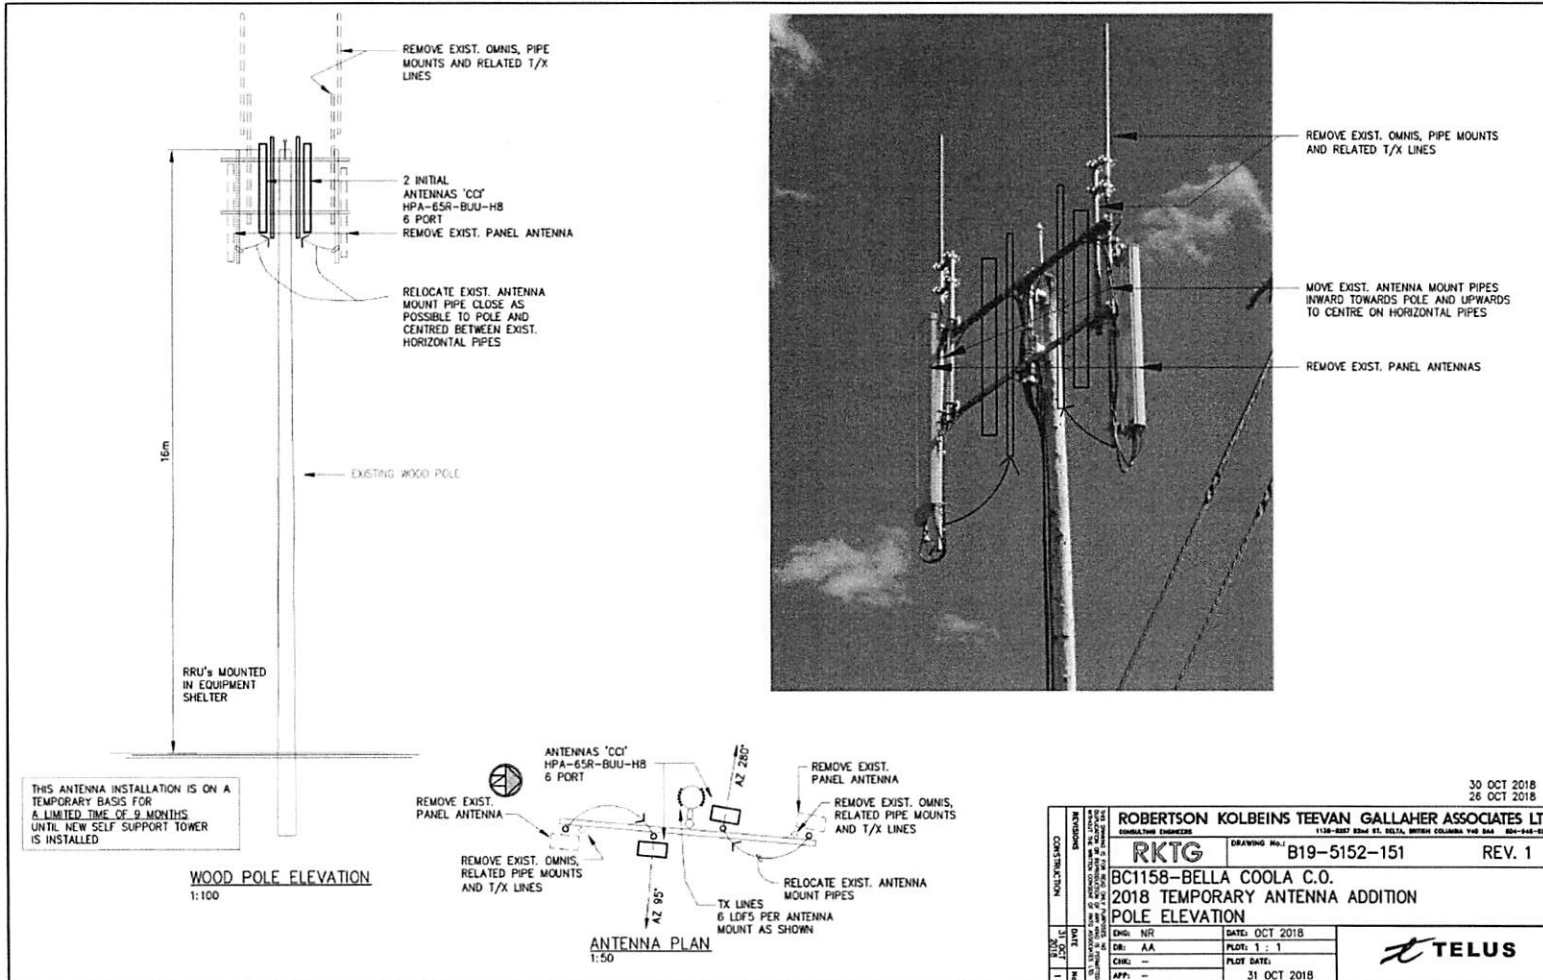 REMOVE EXIST. OMNIS, PIPE
MOUNTS AND RELATED T/X
LINES
2 INITIAL
ANTENNAS 'CCI'
HPA-65R-BUU-H8
6 PORT
REMOVE EXIST. PANEL ANTENNA
RELOCATE EXIST. ANTENNA
MOUNT PIPE CLOSE AS
POSSIBLE TO POLE AND
CENTRED BETWEEN EXIST.
HORIZONTAL PIPES
16m
EXISTING WOOD POLE
RRU's MOUNTED
IN EQUIPMENT
SHELTER
THIS ANTENNA INSTALLATION IS ON A
TEMPORARY BASIS FOR
A LIMITED TIME OF 9 MONTHS
UNTIL NEW SELF SUPPORT TOWER
IS INSTALLED
WOOD POLE ELEVATION
1:100
REMOVE EXIST. OMNIS, PIPE MOUNTS
AND RELATED T/X LINES
MOVE EXIST. ANTENNA MOUNT PIPES
INWARD TOWARDS POLE AND UPWARDS
TO CENTRE ON HORIZONTAL PIPES
REMOVE EXIST. PANEL ANTENNAS
ANTENNAS 'CCI'
HPA-65R-BUU-H8
6 PORT
AZ 280°
REMOVE EXIST.
PANEL ANTENNA
REMOVE EXIST.
PANEL ANTENNA
REMOVE EXIST. OMNIS,
RELATED PIPE MOUNTS
AND T/X LINES
REMOVE EXIST. OMNIS,
RELATED PIPE MOUNTS
AND T/X LINES
RELOCATE EXIST. ANTENNA
MOUNT PIPES
TX LINES
6 LDF5 PER ANTENNA
MOUNT AS SHOWN
AZ 95°
ANTENNA PLAN
1:50
30 OCT 2018
26 OCT 2018
ROBERTSON KOLBEINS TEEVAN GALLAHER ASSOCIATES
CONSULTING ENGINEERS
RKTG
DRAWING No.:
B19-5152-151
REV. 1
BC1158-BELLA COOLA C.O.
2018 TEMPORARY ANTENNA ADDITION
POLE ELEVATION
ENG: NR
DATE: OCT 2018
DR: AA
PLOT: 1 : 1
CHK: -
PLOT DATE:
APP: -
31 OCT 2018
TELUS
REVISIONS
CONSTRUCTION
DATE
31 OCT
2018
1